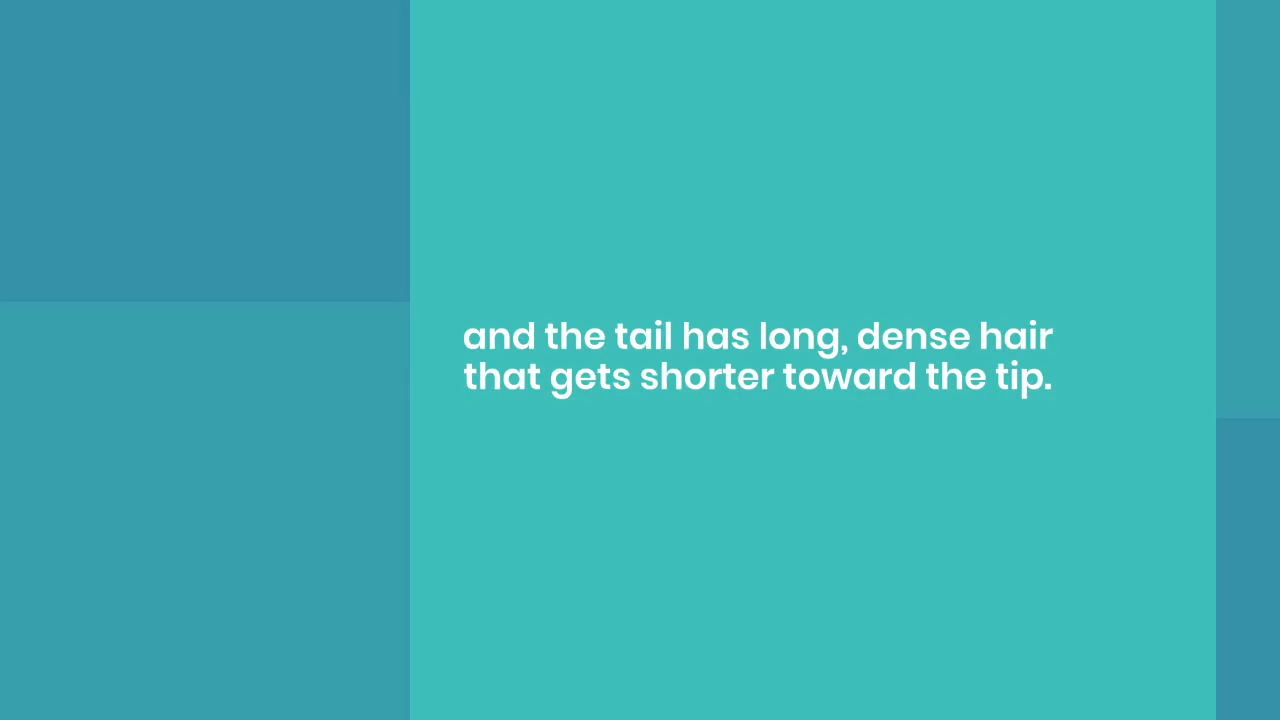 and the tail has long, dense hair
that gets shorter toward the tip.